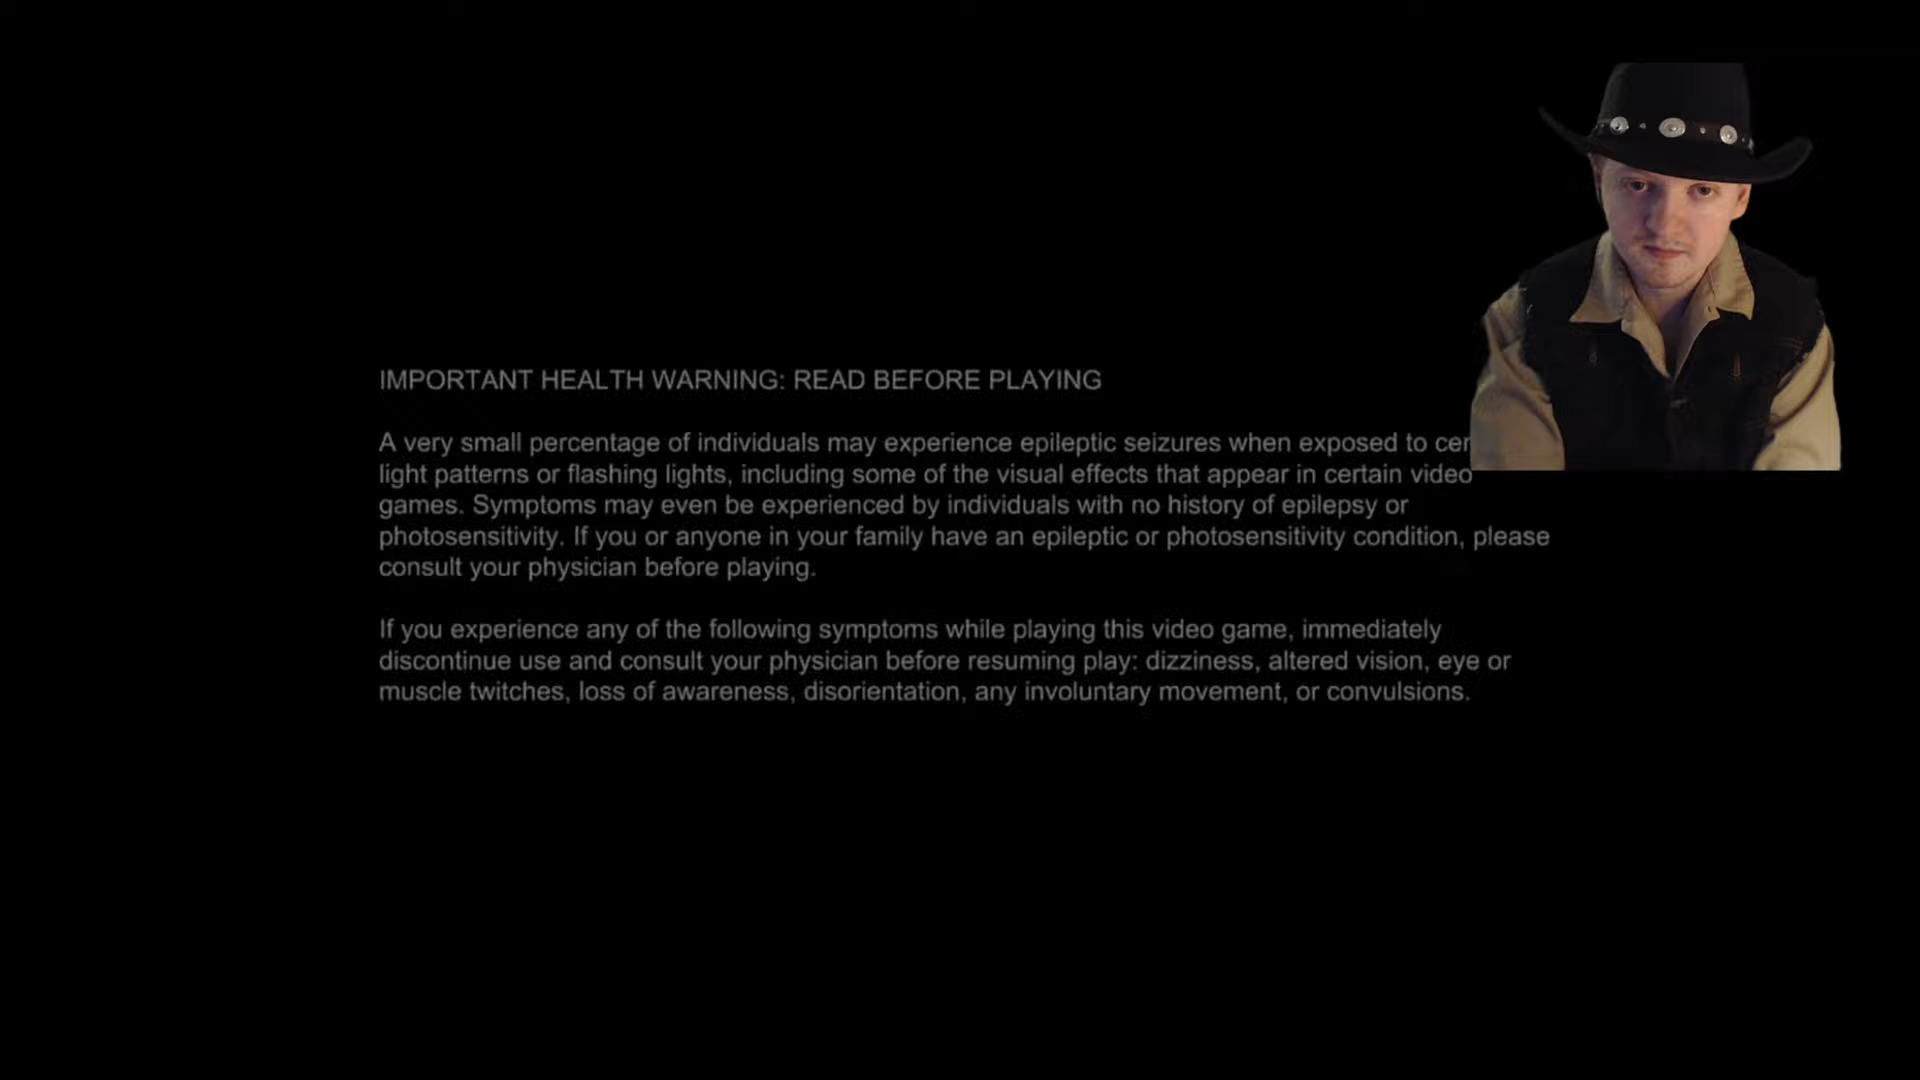 IMPORTANT HEALTH WARNING: READ BEFORE PLAYING
A very small percentage of individuals may experience epileptic seizures when exposed to
light patterns or flashing lights, including some of the visual effects that appear in certain video
games. Symptoms may even be experienced by individuals with no history of epilepsy or
photosensitivity. If you or anyone in your family have an epileptic or photosensitivity condition, please
consult your physician before playing.
If you experience any of the following symptoms while playing this video game, immediately
discontinue use and consult your physician before resuming play: dizziness, altered vision, eye or
muscle twitches, loss of awareness, disorientation, any involuntary movement, or convulsions.